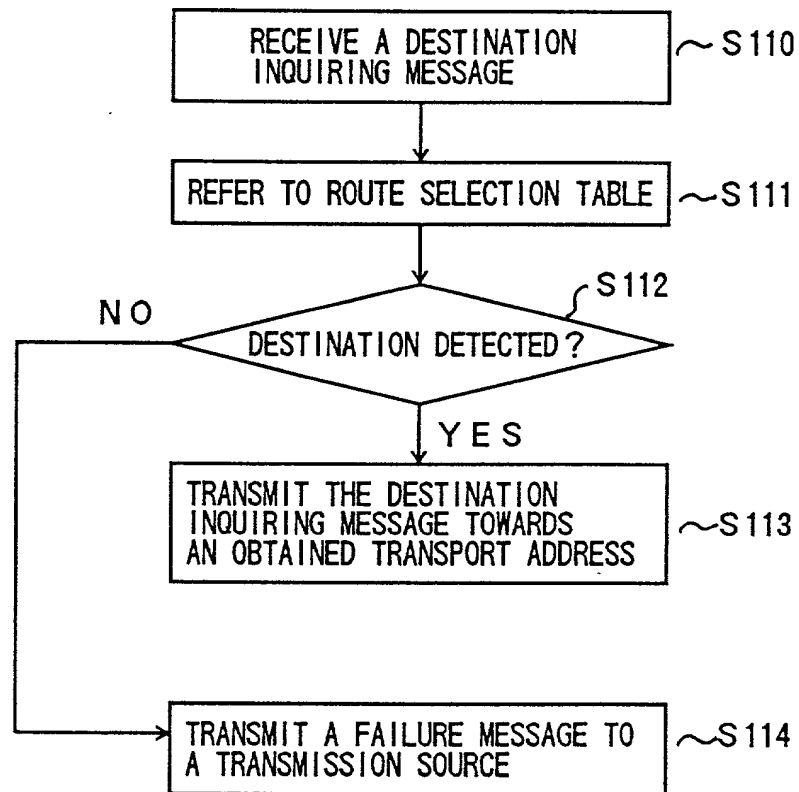 RECEIVE A DESTINATION
INQUIRING MESSAGE
S110
REFER TO ROUTE SELECTION TABLE
S111
S112
NO
DESTINATION DETECTED?
YES
TRANSMIT THE DESTINATION
INQUIRING MESSAGE TOWARDS
AN OBTAINED TRANSPORT ADDRESS
S113
TRANSMIT A FAILURE MESSAGE TO
A TRANSMISSION SOURCE
S114